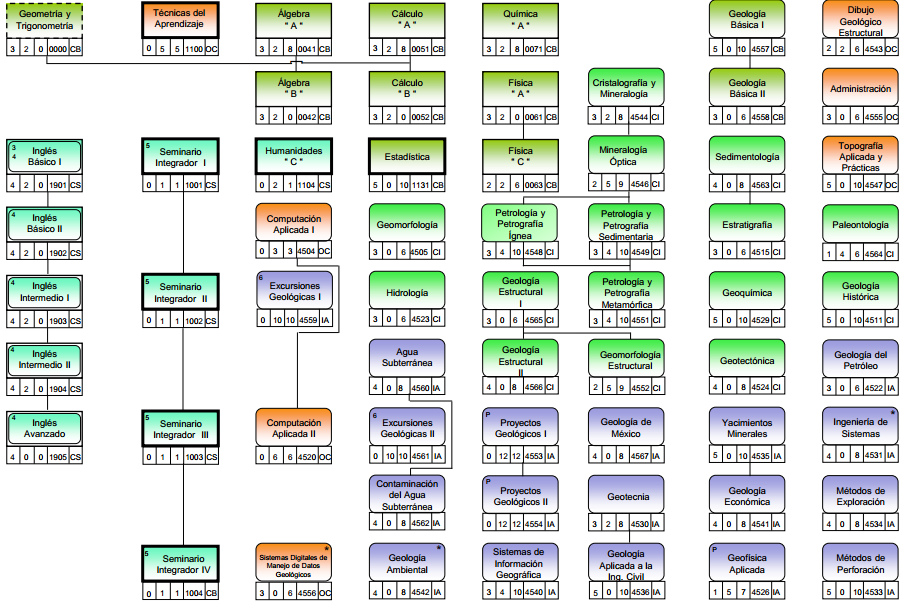 Geometría y
Trigonometría
3 2 0 0000 CB
Técnicas del
Aprendizaje
0 5 5 1100 OC
Álgebra
" A "
3 2 8 0041 CB
Cálculo
" A "
3 2 8 0051 CB
Química
" A "
3 2 8 0071 CB
Geología
Básica I
5 0 10 4557 CB
Dibujo
Geológico
Estructural
2 2 6 4543 OC
Álgebra
" B "
3 2 0 0042 CB
Cálculo
" B "
3 2 0 0052 CB
Física
" A "
3 2 0 0061 CB
Cristalografía y
Mineralogía
3 2 8 4544 CI
Geología
Básica II
3 0 6 4558 CB
Administración
3 0 6 4555 OC
3
4
Inglés
Básico I
4 2 0 1901 CS
5
Seminario
Integrador I
0 1 1 1001 CS
Humanidades
" C "
0 2 1 1104 CS
Estadística
5 0 10 1131 CB
Física
" C "
2 2 6 0063 CB
Mineralogía
Óptica
2 5 9 4546 CI
Sedimentología
4 0 8 4563 CI
Topografía
Aplicada y
Prácticas
5 0 10 4547 OC
4
Inglés
Básico II
4 2 0 1902 CS
Computación
Aplicada I
0 3 3 4504 OC
Geomorfología
3 0 6 4505 CI
Petrología y
Petrografía
Ígnea
3 4 10 4548 CI
Petrología y
Petrografía
Sedimentaria
3 4 10 4549 CI
Estratigrafía
3 0 6 4515 CI
Paleontología
1 4 6 4564 CI
4
Inglés
Intermedio I
4 2 0 1903 CS
5
Seminario
Integrador II
0 1 1 1002 CS
6
Excursiones
Geológicas I
0 10 10 4559 IA
Hidrología
3 0 6 4523 CI
Geología
Estructural
I
3 0 6 4565 CI
Petrología y
Petrografía
Metamórfica
3 4 10 4551 CI
Geoquímica
5 0 10 4529 CI
Geología
Histórica
5 0 10 4511 CI
4
Inglés
Intermedio II
4 2 0 1904 CS
Agua
Subterránea
4 0 8 4560 IA
Geología
Estructural
II
4 0 8 4566 CI
Geomorfología
Estructural
2 5 9 4552 CI
Geotectónica
4 0 8 4524 CI
Geología del
Petróleo
3 0 6 4522 IA
4
Inglés
Avanzado
4 0 0 1905 CS
5
Seminario
Integrador III
0 1 1 1003 CS
Computación
Aplicada II
0 6 6 4520 OC
6
Excursiones
Geológicas II
0 10 10 4561 IA
P
Proyectos
Geológicos I
0 12 12 4553 IA
Geología de
México
4 0 8 4567 IA
Yacimientos
Minerales
5 0 10 4535 IA
*
Ingeniería de
Sistemas
4 0 8 4531 IA
Contaminación
del Agua
Subterránea
4 0 8 4562 IA
P
Proyectos
Geológicos II
0 12 12 4554 IA
Geotecnia
3 2 8 4530 IA
Geología
Económica
4 0 8 4541 IA
Métodos de
Exploración
4 0 8 4534 IA
5
Seminario
Integrador IV
0 1 1 1004 CB
*
Sistemas Digitales de
Manejo de Datos
Geológicos
3 0 6 4556 OC
*
Geología
Ambiental
4 0 8 4542 IA
Sistemas de
Información
Geográfica
3 4 10 4540 IA
Geología
Aplicada a la
Ing. Civil
5 0 10 4536 IA
P
Geofísica
Aplicada
1 5 7 4526 IA
Métodos de
Perforación
5 0 10 4533 IA